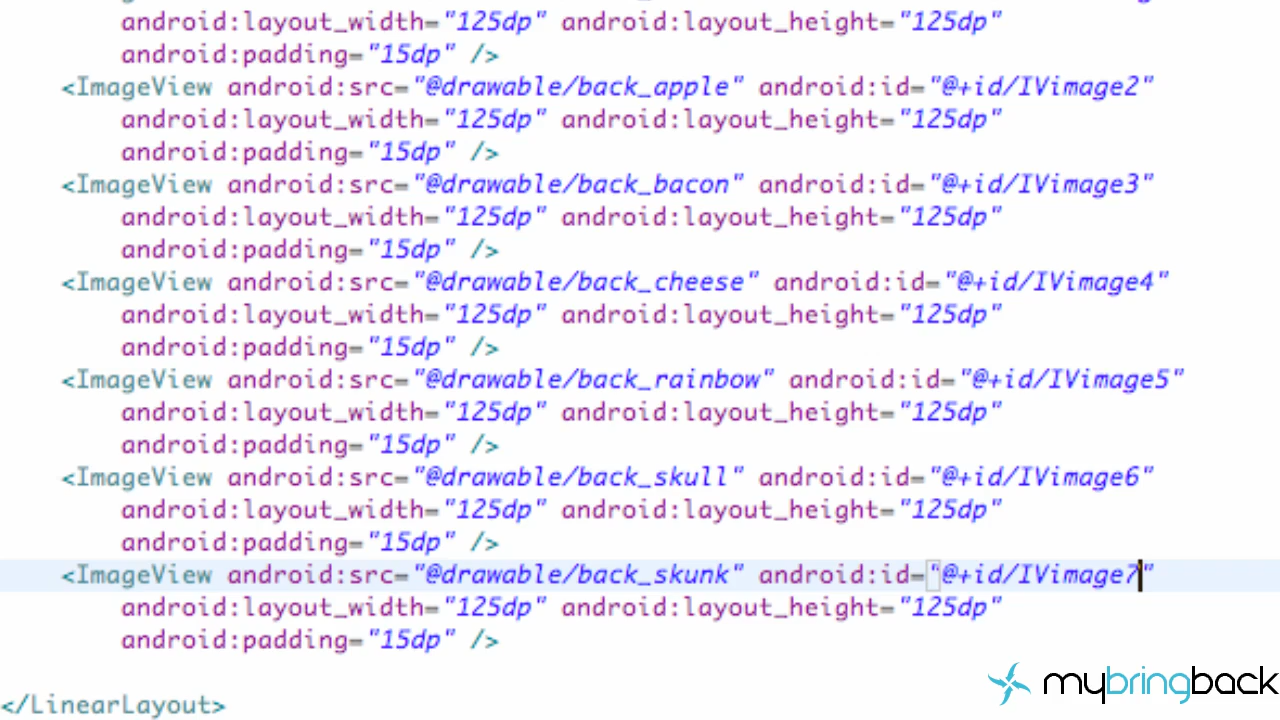 android:layout_width="125dp" android:layout_height="125dp"
android:padding="15dp" />
<ImageView android:src="@drawable/back_apple" android:id="@+id/IVimage2"
android:layout_width="125dp" android:layout_height="125dp"
android:padding="15dp" />
<ImageView android:src="@drawable/back_bacon" android:id="@+id/IVimage3"
android:layout_width="125dp" android:layout_height="125dp"
android:padding="15dp" />
<ImageView android:src="@drawable/back_cheese" android:id="@+id/IVimage4"
android:layout_width="125dp" android:layout_height="125dp"
android:padding="15dp" />
<ImageView android:src="@drawable/back_rainbow" android:id="@+id/IVimage5"
android:layout_width="125dp" android:layout_height="125dp"
android:padding="15dp" />
<ImageView android:src="@drawable/back_skull" android:id="@+id/IVimage6"
android:layout_width="125dp" android:layout_height="125dp"
android:padding="15dp" />
<ImageView android:src="@drawable/back_skunk" android:id="@+id/IVimage7"
android:layout_width="125dp" android:layout_height="125dp"
android:padding="15dp" />
</LinearLayout>
mybringback